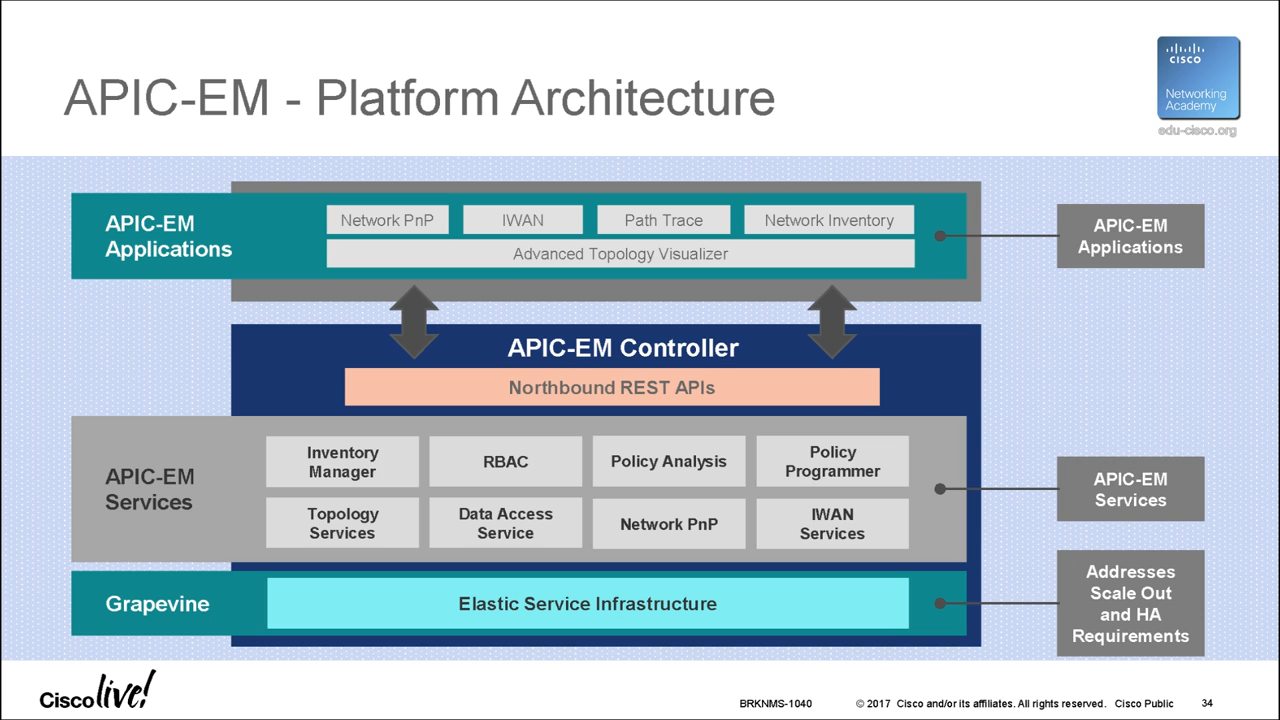 APIC-EM - Platform Architecture
CISCO
Networking
Academy
edu-cisco.org
APIC-EM
Applications
Network PnP
IWAN
Path Trace
Network Inventory
Advanced Topology Visualizer
APIC-EM
Applications
APIC-EM Controller
Northbound REST APIs
APIC-EM
Services
Inventory
Manager
RBAC
Policy Analysis
Policy
Programmer
Topology
Services
Data Access
Service
Network PnP
IWAN
Services
APIC-EM
Services
Grapevine
Elastic Service Infrastructure
Addresses
Scale Out
and HA
Requirements
Cisco live!
BRKNMS-1040
© 2017 Cisco and/or its affiliates. All rights reserved. Cisco Public
34